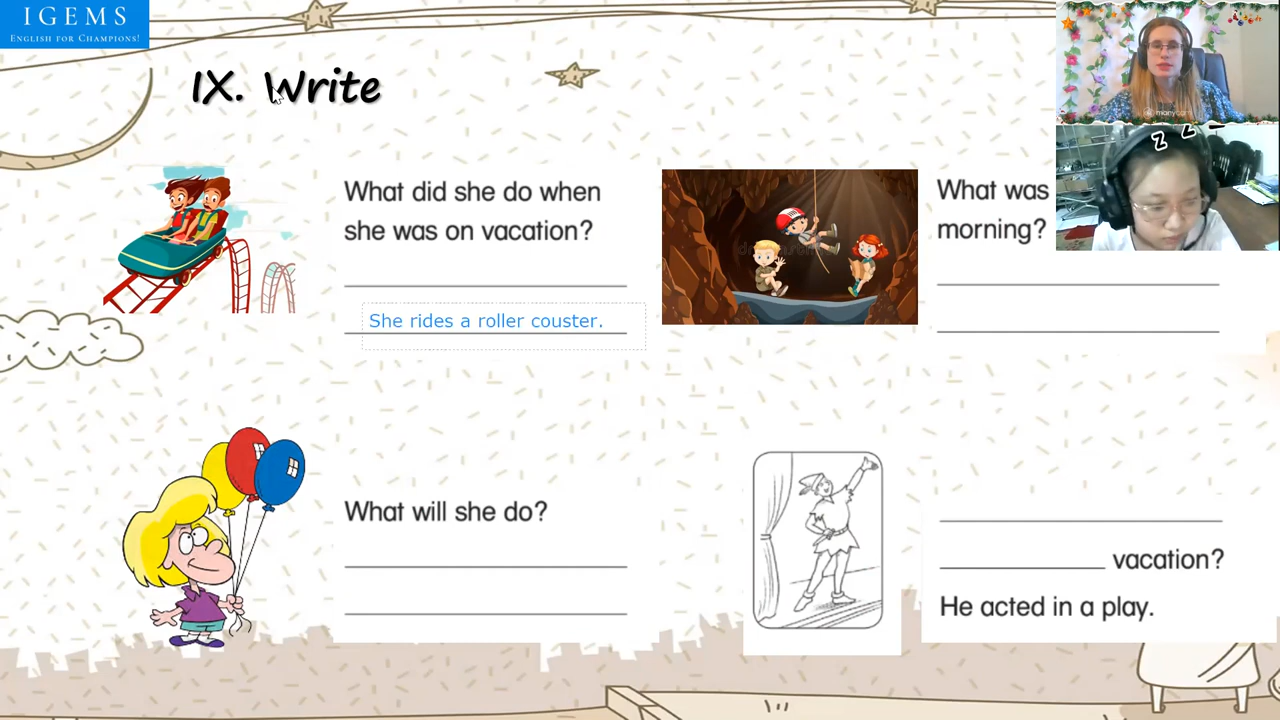 IGEMS
ENGLISH FOR CHAMPIONS!
IX. Write
What did she do when
she was on vacation?
She rides a roller couster.
What was
morning?
What will she do?
vacation?
He acted in a play.
manycam
z z